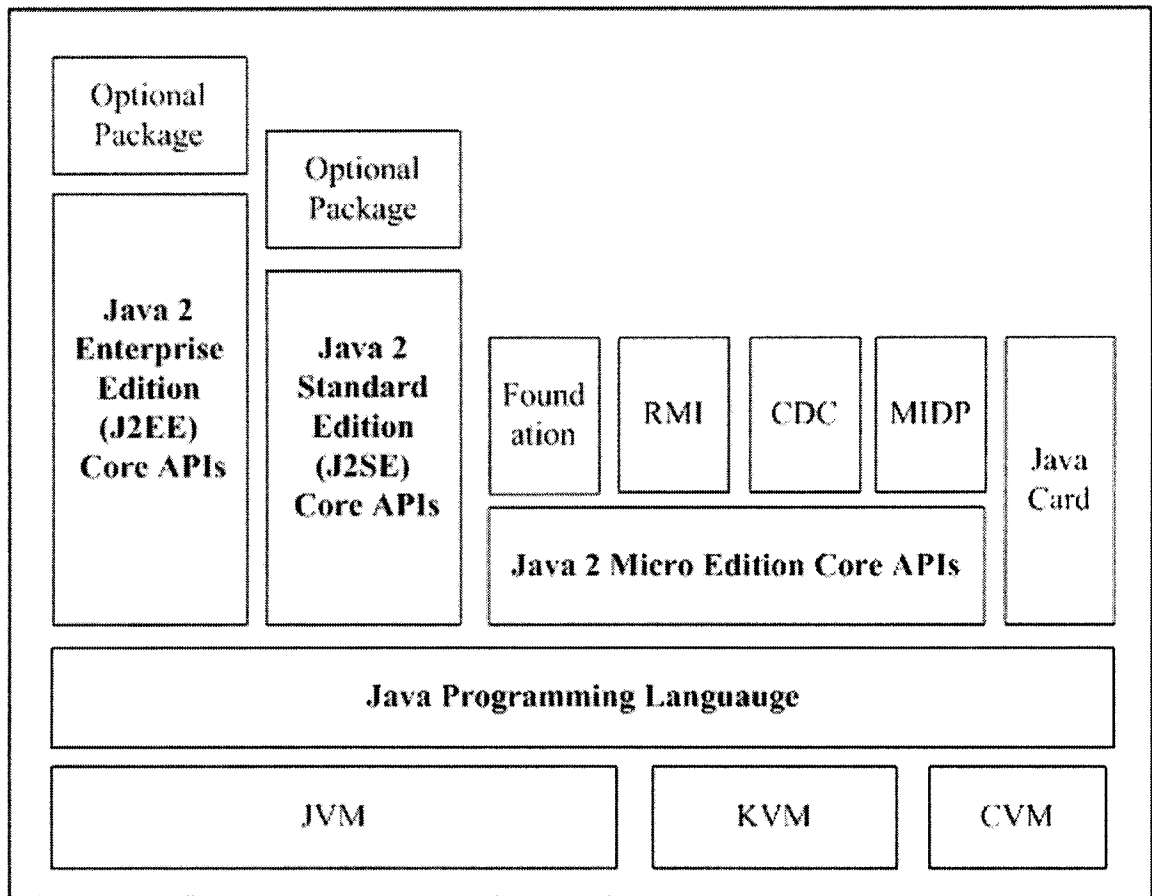 Optional
Package
Optional
Package
Java 2
Enterprise
Edition
(J2EE)
Core APIs
Java 2
Standard
Edition
(J2SE)
Core APIs
Found
ation
RMI
CDC
MIDP
Java
Card
Java 2 Micro Edition Core APIs
Java Programming Languauge
JVM
KVM
CVM